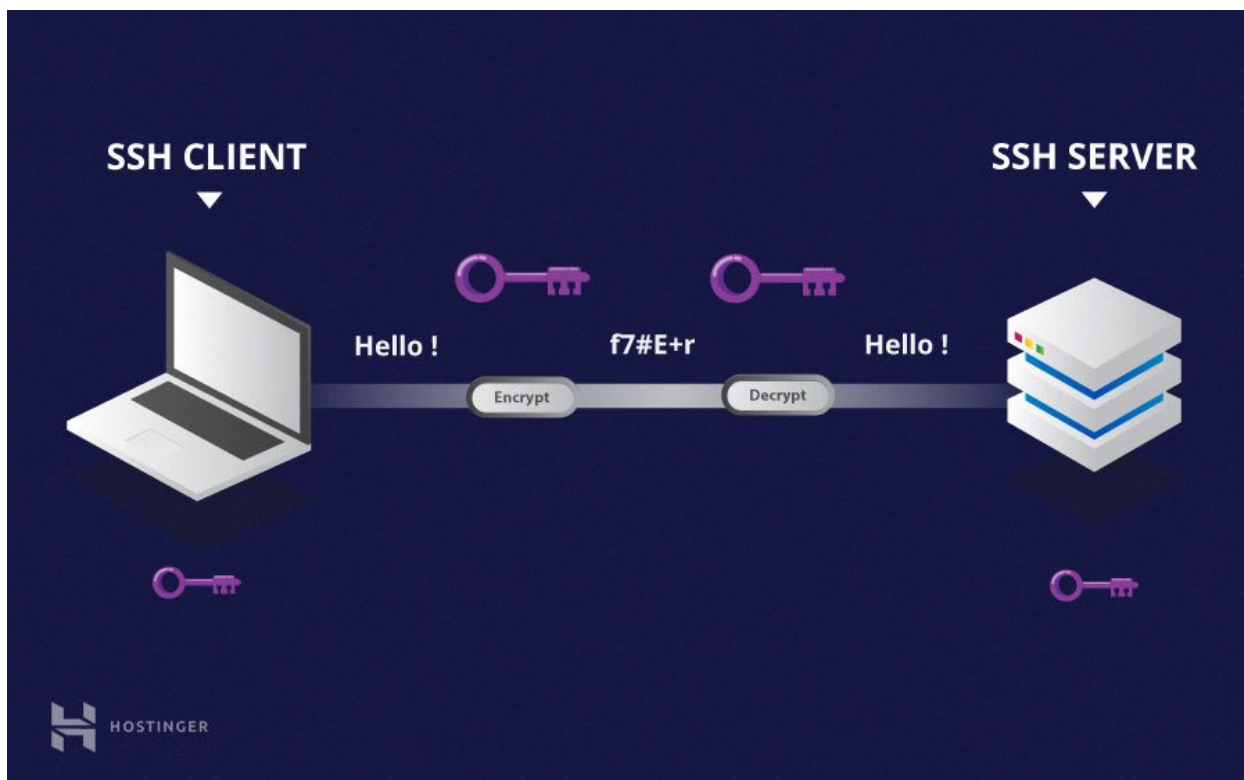 SSH CLIENT
SSH SERVER
Hello !
f7#E+r
Hello !
Encrypt
Decrypt
HOSTINGER